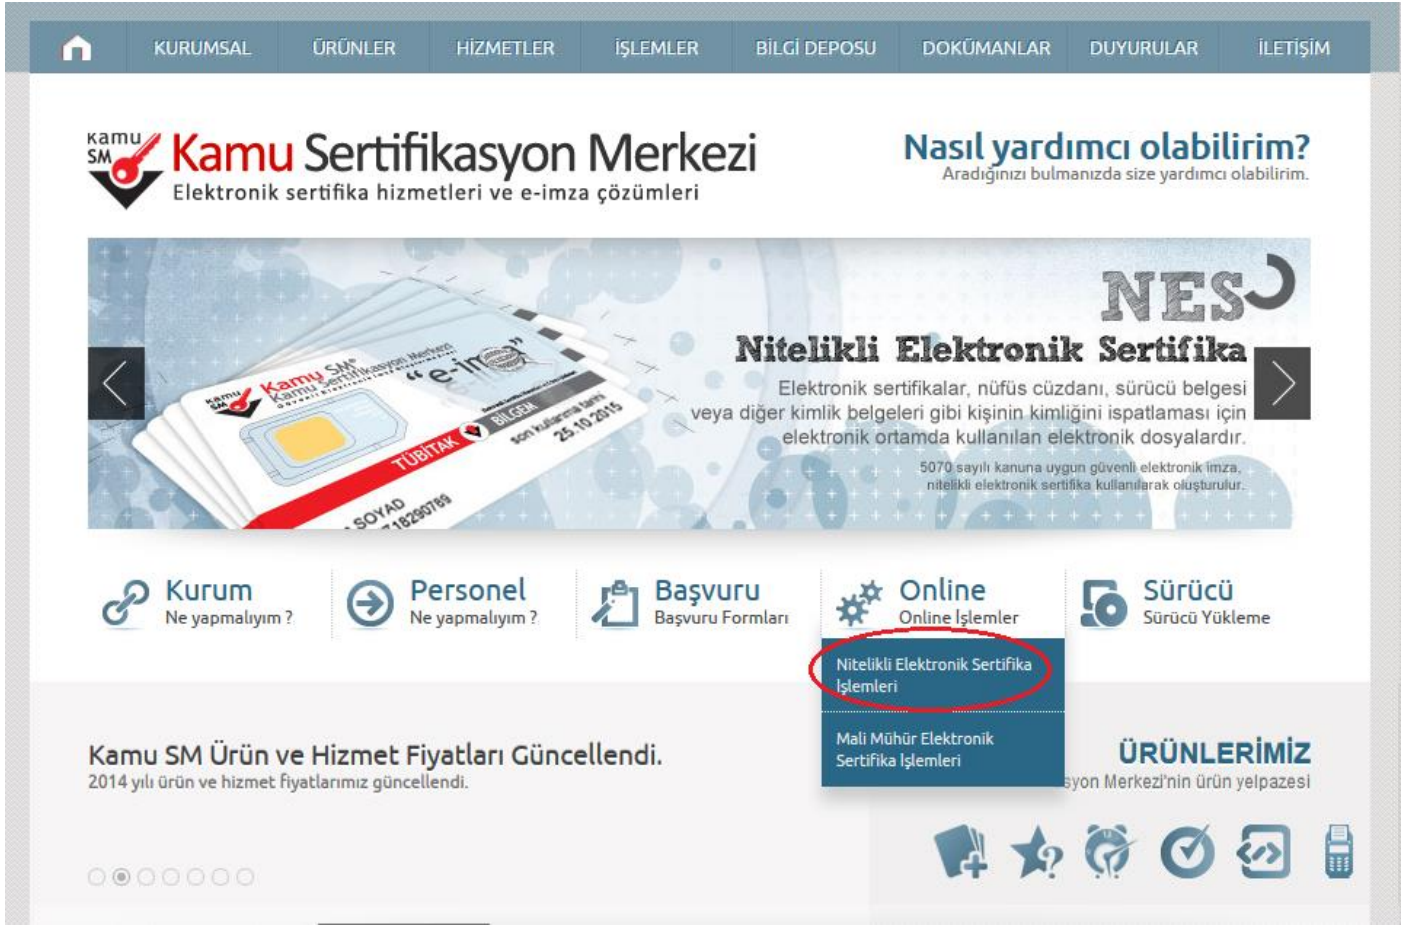 KURUMSAL
ÜRÜNLER
HİZMETLER
İŞLEMLER
BİLGİ DEPOSU
DOKÜMANLAR
DUYURULAR
İLETİŞİM
Kamu
SM
Kamu Sertifikasyon Merkezi
Elektronik sertifika hizmetleri ve e-imza çözümleri
Nasıl yardımcı olabilirim?
Aradığınızı bulmanızda size yardımcı olabilirim.
Kamu SM
Kamu Sertifikasyon Merkezi
TÜBİTAK
BİLGEM
son kullanma tarihi
25.10.2015
SOYAD
718290789
NES
Nitelikli Elektronik Sertifika
Elektronik sertifikalar, nüfüs cüzdanı, sürücü belgesi
veya diğer kimlik belgeleri gibi kişinin kimliğini ispatlaması için
elektronik ortamda kullanılan elektronik dosyalardır.
5070 sayılı kanuna uygun güvenli elektronik imza,
nitelikli elektronik sertifika kullanılarak oluşturulur.
Kurum
Ne yapmalıyım ?
Personel
Ne yapmalıyım ?
Başvuru
Başvuru Formları
Online
Online İşlemler
Sürücü
Sürücü Yükleme
Nitelikli Elektronik Sertifika
İşlemleri
Mali Mühür Elektronik
Sertifika İşlemleri
Kamu SM Ürün ve Hizmet Fiyatları Güncellendi.
2014 yılı ürün ve hizmet fiyatlarımız güncellendi.
ÜRÜNLERİMİZ
syon Merkezi'nin ürün yelpazesi